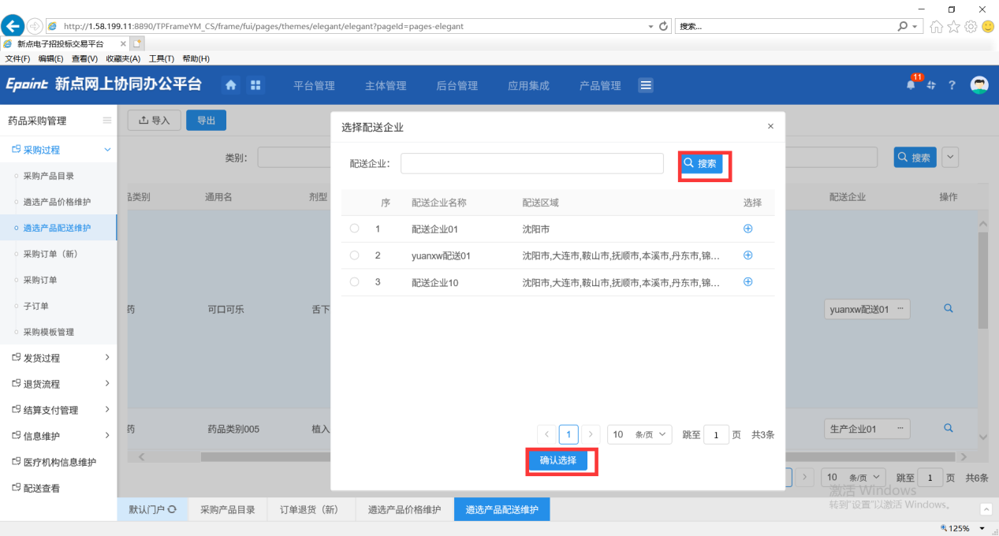 http://1.58.199.11:8890/TPFrameYM_CS/frame/fui/pages/themes/elegant/elegant?pageId=pages-elegant
搜索...
新点电子招投标交易平台
文件(F) 编辑(E) 查看(V) 收藏夹(A) 工具(T) 帮助(H)
Epoint 新点网上协同办公平台
平台管理 主体管理 后台管理 应用集成 产品管理
11
药品采购管理
导入
导出
选择配送企业
采购过程
类别:
配送企业:
搜索
搜索
采购产品目录
品类别 通用名 剂型
序 配送企业名称 配送区域 选择
配送企业 操作
遴选产品价格维护
遴选产品配送维护
1 配送企业01 沈阳市
采购订单（新）
2 yuanxw配送01 沈阳市,大连市,鞍山市,抚顺市,本溪市,丹东市,锦...
采购订单
3 配送企业10 沈阳市,大连市,鞍山市,抚顺市,本溪市,丹东市,锦...
子订单
药 可口可乐 舌下
yuanxw配送01 ...
采购模板管理
发货过程
退货流程
结算支付管理
药 药品类别005 植入
生产企业01 ...
信息维护
1 10 条/页 跳至 1 页 共3条
医疗机构信息维护
确认选择
10 条/页 跳至 1 页 共6条
配送查看
激活 Windows
转到"设置"以激活 Windows。
默认门户 采购产品目录 订单退货（新） 遴选产品价格维护 遴选产品配送维护
125%